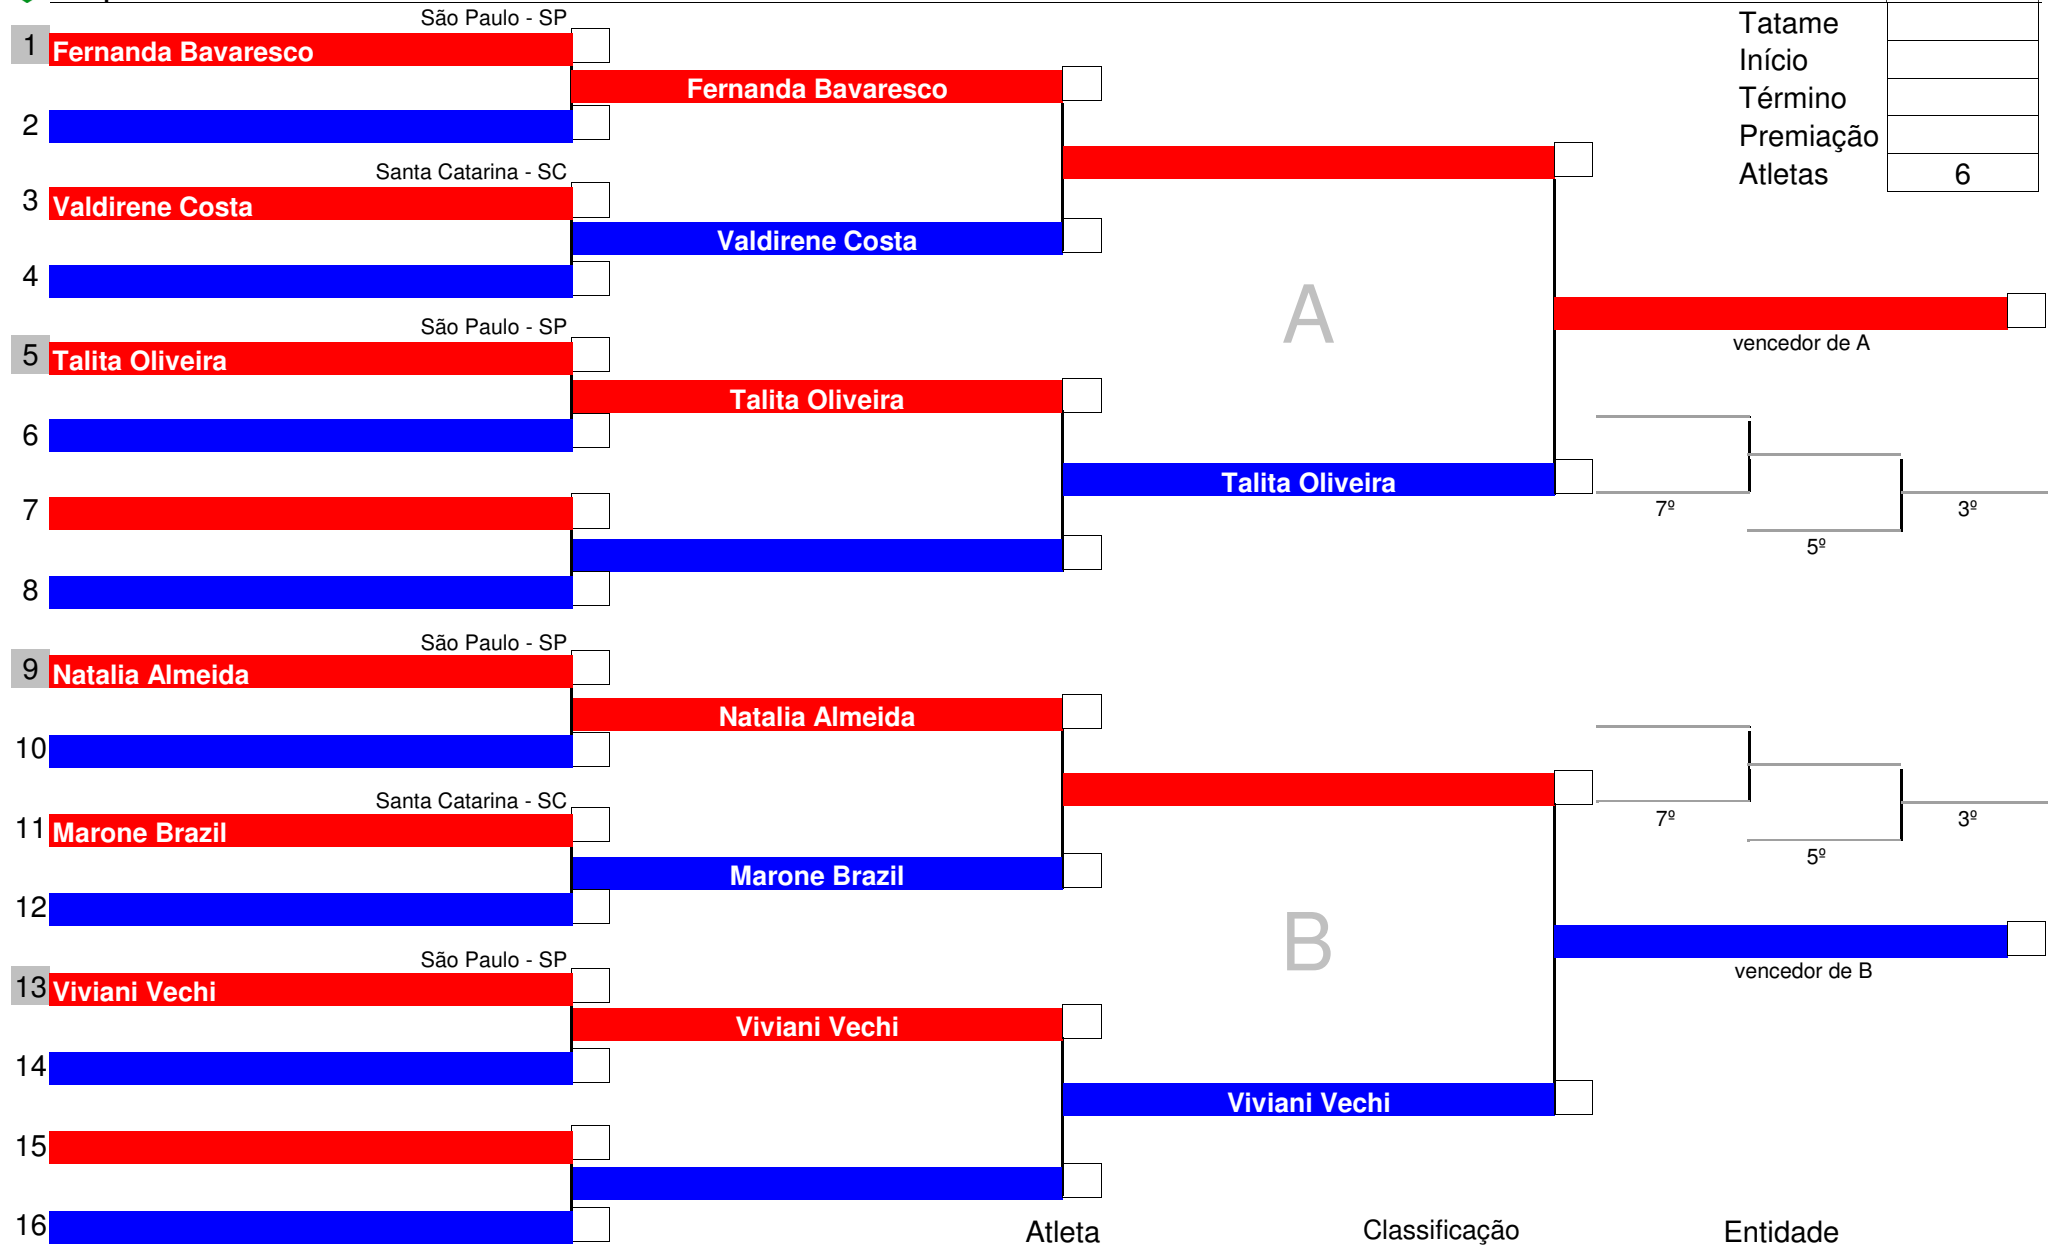 São Paulo - SP
1 Fernanda Bavaresco
Fernanda Bavaresco
2
Santa Catarina - SC
3 Valdirene Costa
Valdirene Costa
4
São Paulo - SP
5 Talita Oliveira
Talita Oliveira
6
Talita Oliveira
7
8
Tatame
Início
Término
Premiação
Atletas 6
A
vencedor de A
7º
3º
5º
São Paulo - SP
9 Natalia Almeida
Natalia Almeida
10
Santa Catarina - SC
11 Marone Brazil
Marone Brazil
12
São Paulo - SP
13 Viviani Vechi
Viviani Vechi
14
Viviani Vechi
15
16
7º
3º
5º
B
vencedor de B
Atleta Classificação Entidade